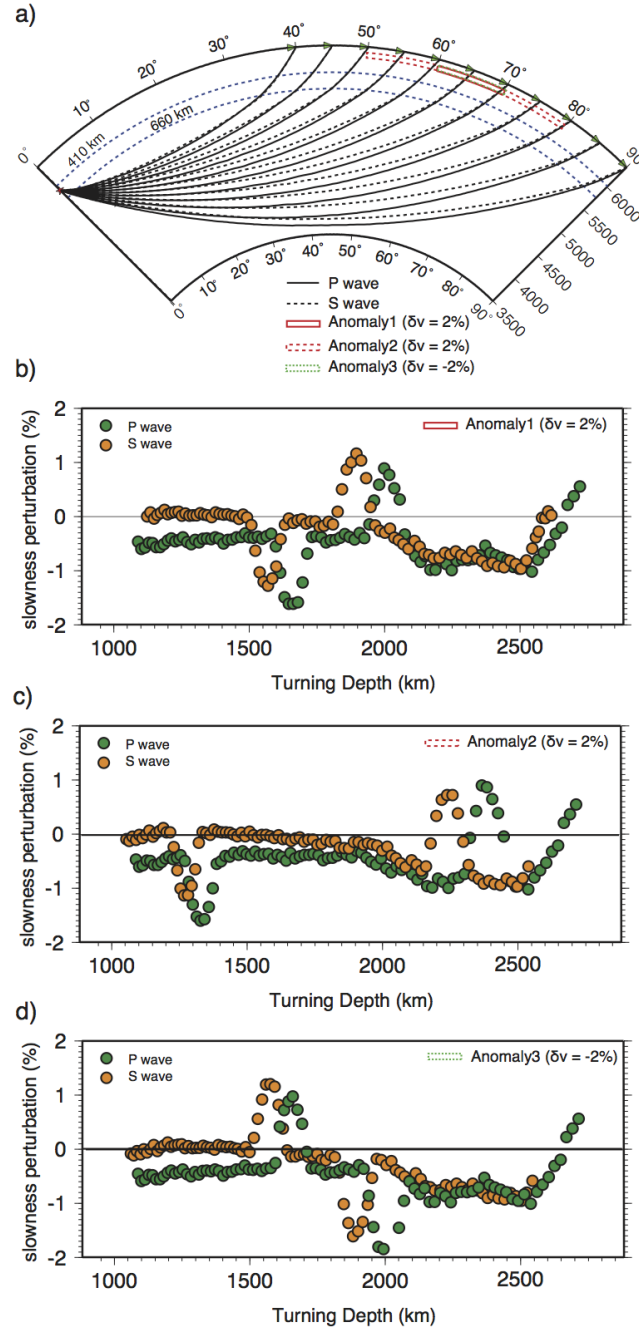 a)
0° 10° 20° 30° 40° 50° 60° 70° 80° 90°
410 km
660 km
6000
5500
5000
4500
4000
3500
0° 10° 20° 30° 40° 50° 60° 70° 80° 90°
P wave
S wave
Anomaly1 (δv = 2%)
Anomaly2 (δv = 2%)
Anomaly3 (δv = -2%)
b)
P wave
S wave
Anomaly1 (δv = 2%)
slowness perturbation (%)
2
1
0
-1
-2
1000 1500 2000 2500
Turning Depth (km)
c)
P wave
S wave
Anomaly2 (δv = 2%)
slowness perturbation (%)
2
1
0
-1
-2
1000 1500 2000 2500
Turning Depth (km)
d)
P wave
S wave
Anomaly3 (δv = -2%)
slowness perturbation (%)
2
1
0
-1
-2
1000 1500 2000 2500
Turning Depth (km)